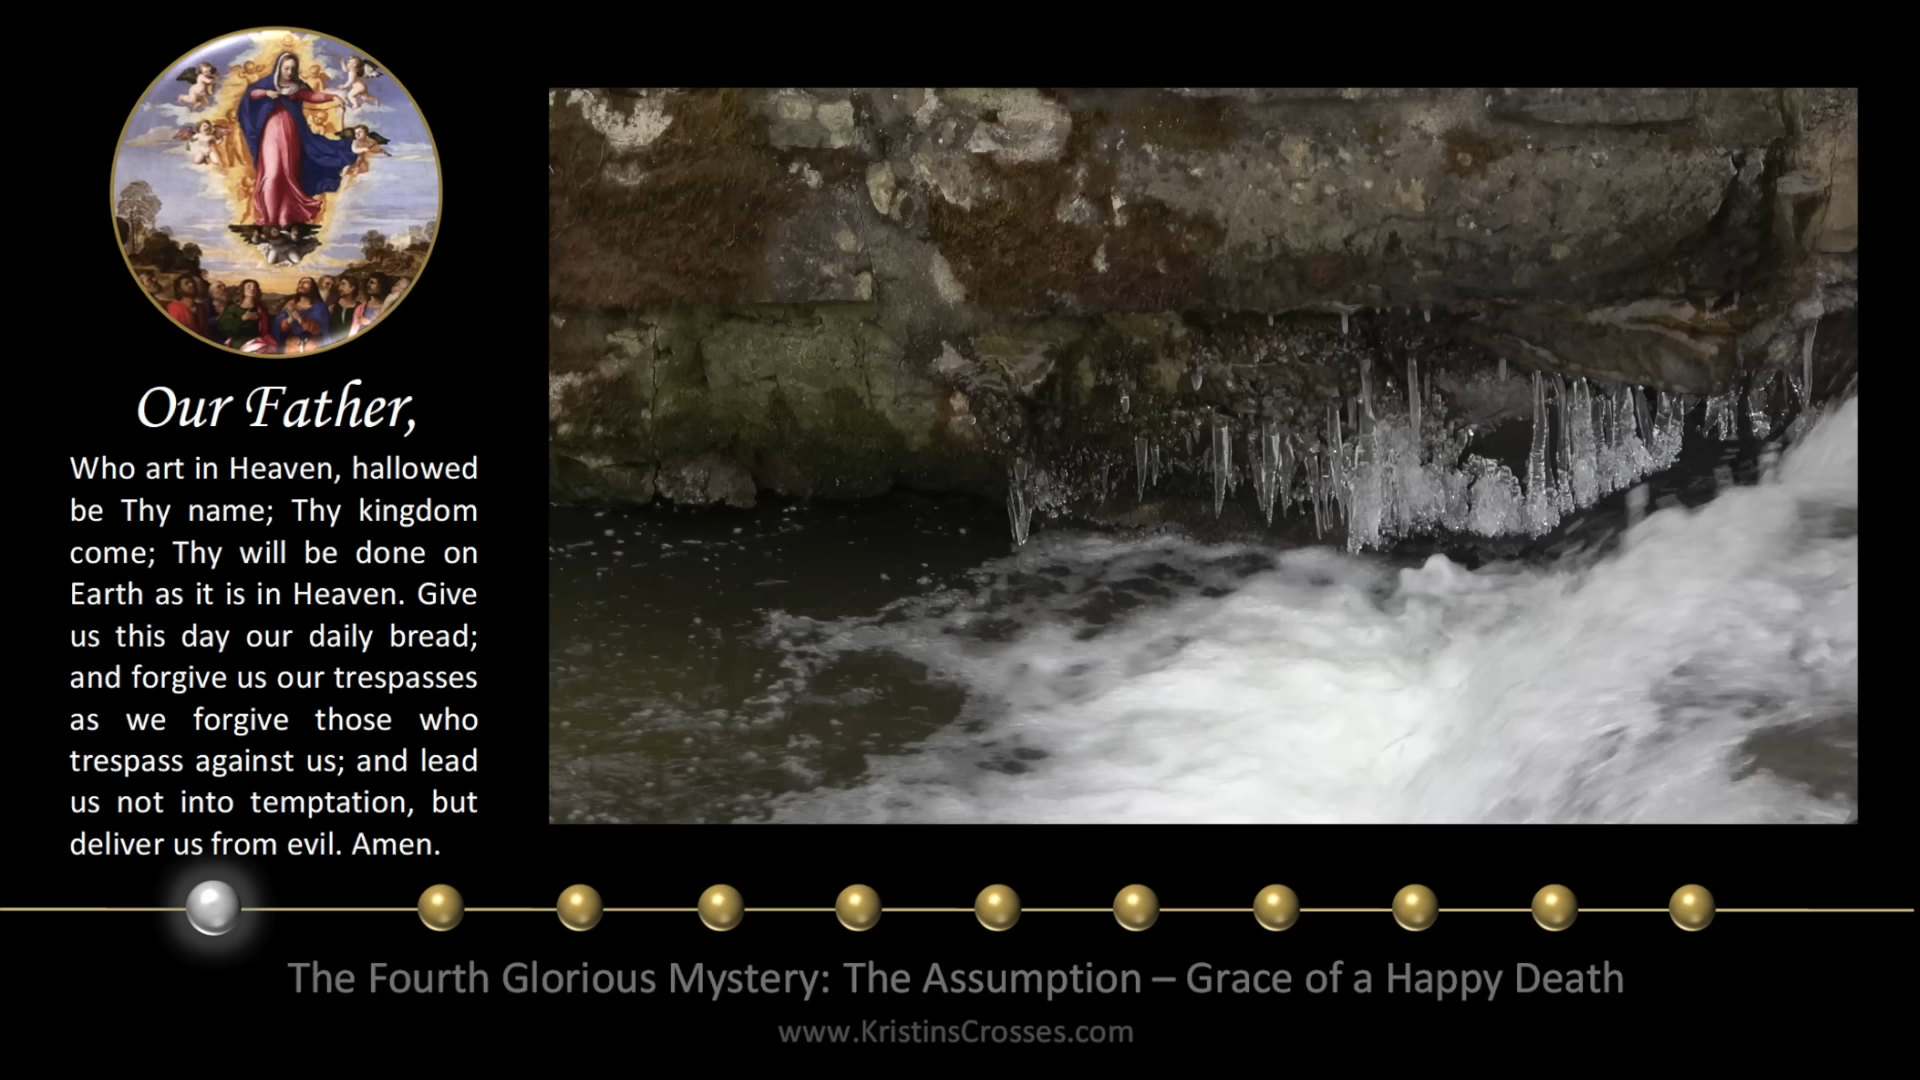 Our Father,
Who art in Heaven, hallowed
be Thy name; Thy kingdom
come; Thy will be done on
Earth as it is in Heaven. Give
us this day our daily bread;
and forgive us our trespasses
as we forgive those who
trespass against us; and lead
us not into temptation, but
deliver us from evil. Amen.
The Fourth Glorious Mystery: The Assumption – Grace of a Happy Death
www.KristinsCrosses.com